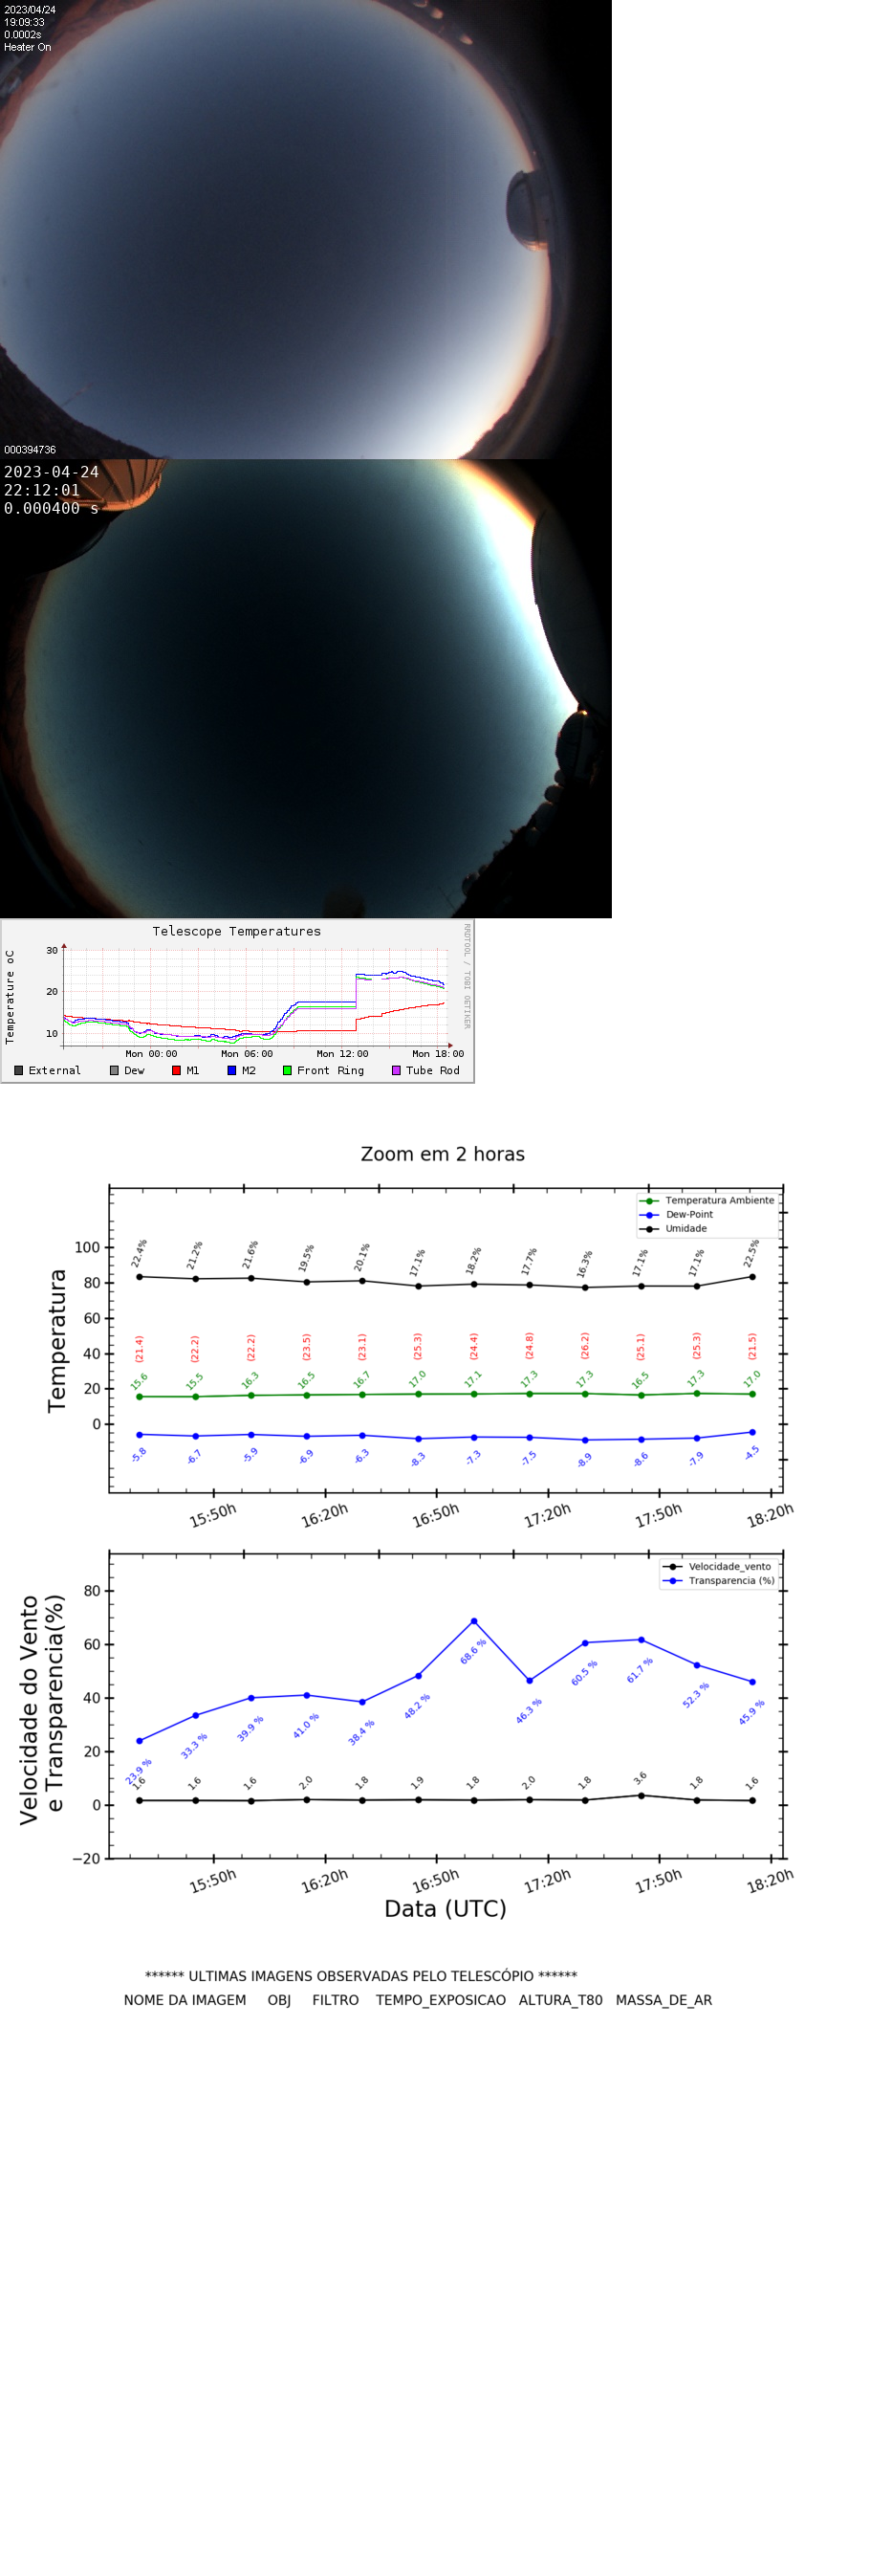 2023/04/24
19:09:33
0.0002s
Heater On
000394736
2023-04-24
22:12:01
0.000400 s
Telescope Temperatures
RRDTOOL / TOBI OETIKER
Temperature oC
30
20
10
Mon 00:00 Mon 06:00 Mon 12:00 Mon 18:00
External Dew M1 M2 Front Ring Tube Rod
Zoom em 2 horas
Temperatura
Temperatura Ambiente
Dew-Point
Umidade
100
80
60
40
20
0
22.4% 21.2% 21.6% 19.5% 20.1% 17.1% 18.2% 17.7% 16.3% 17.1% 17.1% 22.5%
(21.4) (22.2) (22.2) (23.5) (23.1) (25.3) (24.4) (24.8) (26.2) (25.1) (25.3) (21.5)
15.6 15.5 16.3 16.5 16.7 17.0 17.1 17.3 17.3 16.5 17.3 17.0
-5.8 -6.7 -5.9 -6.9 -6.3 -8.3 -7.3 -7.5 -8.9 -8.6 -7.9 -4.5
15:50h 16:20h 16:50h 17:20h 17:50h 18:20h
Velocidade do Vento
e Transparencia(%)
Velocidade_vento
Transparencia (%)
80
60
40
20
0
−20
23.9 % 33.3 % 39.9 % 41.0 % 38.4 % 48.2 % 68.6 % 46.3 % 60.5 % 61.7 % 52.3 % 45.9 %
1.6 1.6 1.6 2.0 1.8 1.9 1.8 2.0 1.8 3.6 1.8 1.6
15:50h 16:20h 16:50h 17:20h 17:50h 18:20h
Data (UTC)
****** ULTIMAS IMAGENS OBSERVADAS PELO TELESCÓPIO ******
NOME DA IMAGEM OBJ FILTRO TEMPO_EXPOSICAO ALTURA_T80 MASSA_DE_AR